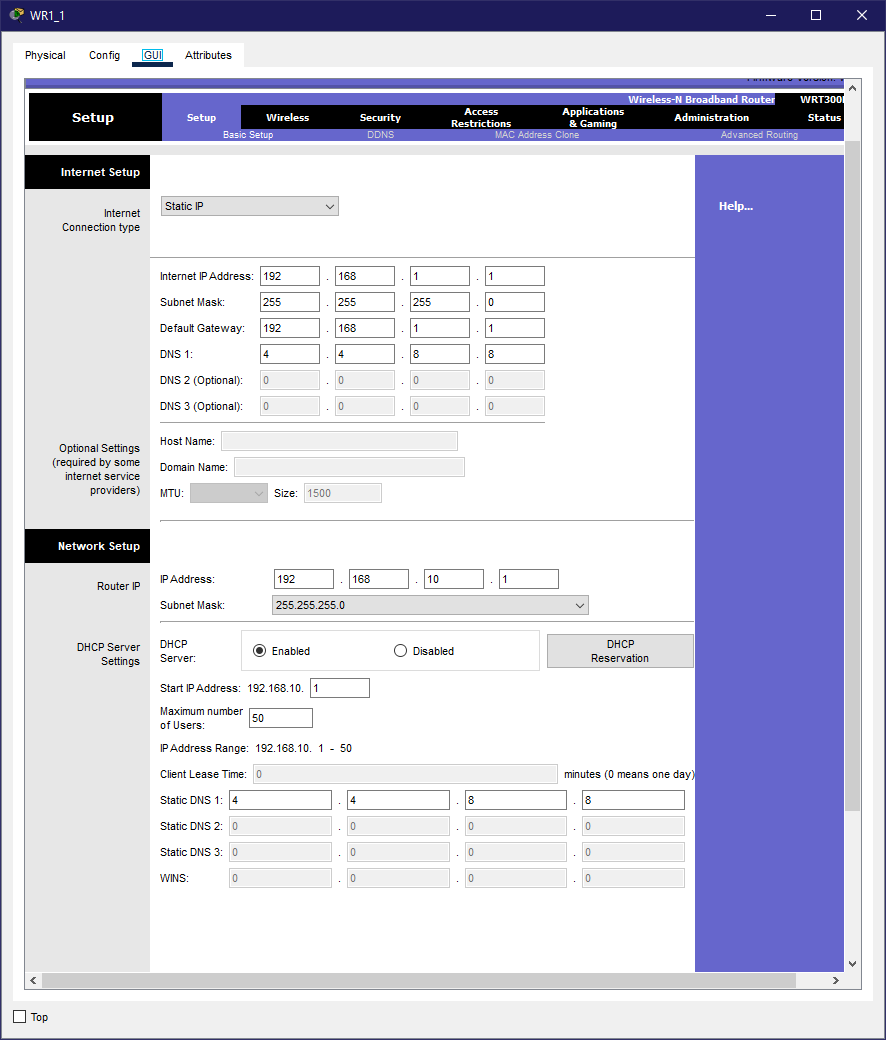 WR1_1
Physical Config GUI Attributes
Wireless-N Broadband Router
Setup
Setup Wireless Security Access Restrictions Applications & Gaming Administration Status
Basic Setup DDNS MAC Address Clone Advanced Routing
Internet Setup
Internet
Connection type
Static IP
Help...
Internet IP Address: 192 . 168 . 1 . 1
Subnet Mask: 255 . 255 . 255 . 0
Default Gateway: 192 . 168 . 1 . 1
DNS 1: 4 . 4 . 8 . 8
DNS 2 (Optional): 0 . 0 . 0 . 0
DNS 3 (Optional): 0 . 0 . 0 . 0
Optional Settings
(required by some
internet service
providers)
Host Name:
Domain Name:
MTU: Size: 1500
Network Setup
Router IP
IP Address: 192 . 168 . 10 . 1
Subnet Mask: 255.255.255.0
DHCP Server
Settings
DHCP
Server:
Enabled Disabled
DHCP
Reservation
Start IP Address: 192.168.10. 1
Maximum number
of Users:
50
IP Address Range: 192.168.10. 1 - 50
Client Lease Time: 0 minutes (0 means one day)
Static DNS 1: 4 . 4 . 8 . 8
Static DNS 2: 0 . 0 . 0 . 0
Static DNS 3: 0 . 0 . 0 . 0
WINS: 0 . 0 . 0 . 0
Top